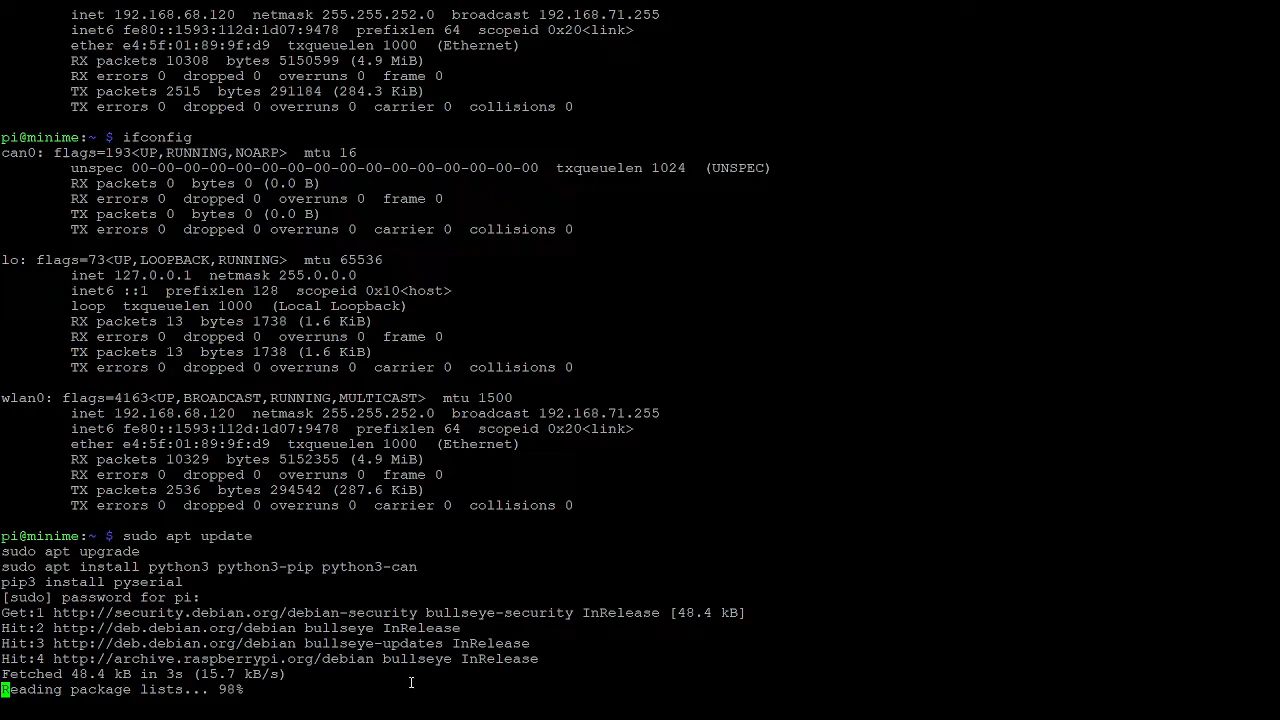 inet 192.168.68.120  netmask 255.255.252.0  broadcast 192.168.71.255
inet6 fe80::1593:112d:1d07:9478  prefixlen 64  scopeid 0x20<link>
ether e4:5f:01:89:9f:d9  txqueuelen 1000  (Ethernet)
RX packets 10308  bytes 5150599 (4.9 MiB)
RX errors 0  dropped 0  overruns 0  frame 0
TX packets 2515  bytes 291184 (284.3 KiB)
TX errors 0  dropped 0 overruns 0  carrier 0  collisions 0
pi@minime:~ $ ifconfig
can0: flags=193<UP,RUNNING,NOARP>  mtu 16
unspec 00-00-00-00-00-00-00-00-00-00-00-00-00-00-00-00  txqueuelen 1024  (UNSPEC)
RX packets 0  bytes 0 (0.0 B)
RX errors 0  dropped 0  overruns 0  frame 0
TX packets 0  bytes 0 (0.0 B)
TX errors 0  dropped 0 overruns 0  carrier 0  collisions 0
lo: flags=73<UP,LOOPBACK,RUNNING>  mtu 65536
inet 127.0.0.1  netmask 255.0.0.0
inet6 ::1  prefixlen 128  scopeid 0x10<host>
loop  txqueuelen 1000  (Local Loopback)
RX packets 13  bytes 1738 (1.6 KiB)
RX errors 0  dropped 0  overruns 0  frame 0
TX packets 13  bytes 1738 (1.6 KiB)
TX errors 0  dropped 0 overruns 0  carrier 0  collisions 0
wlan0: flags=4163<UP,BROADCAST,RUNNING,MULTICAST>  mtu 1500
inet 192.168.68.120  netmask 255.255.252.0  broadcast 192.168.71.255
inet6 fe80::1593:112d:1d07:9478  prefixlen 64  scopeid 0x20<link>
ether e4:5f:01:89:9f:d9  txqueuelen 1000  (Ethernet)
RX packets 10329  bytes 5152355 (4.9 MiB)
RX errors 0  dropped 0  overruns 0  frame 0
TX packets 2536  bytes 294542 (287.6 KiB)
TX errors 0  dropped 0 overruns 0  carrier 0  collisions 0
pi@minime:~ $ sudo apt update
sudo apt upgrade
sudo apt install python3 python3-pip python3-can
pip3 install pyserial
[sudo] password for pi:
Get:1 http://security.debian.org/debian-security bullseye-security InRelease [48.4 kB]
Hit:2 http://deb.debian.org/debian bullseye InRelease
Hit:3 http://deb.debian.org/debian bullseye-updates InRelease
Hit:4 http://archive.raspberrypi.org/debian bullseye InRelease
Fetched 48.4 kB in 3s (15.7 kB/s)
Reading package lists... 98%